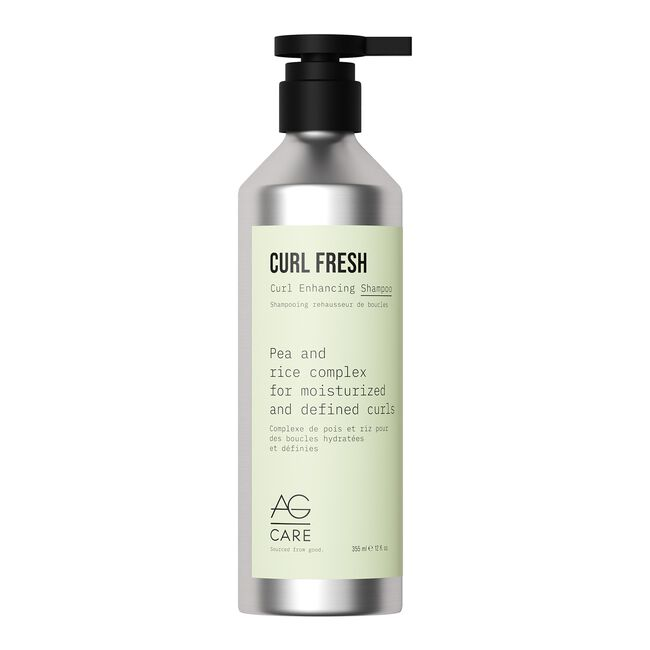 CURL FRESH
Curl Enhancing Shampoo
Shampooing rehausseur de boucles
Pea and
rice complex
for moisturized
and defined curls
Complexe de pois et riz pour
des boucles hydratées
et définies
AG
CARE
Sourced from good.
355 ml ℮ 12 fl. oz.